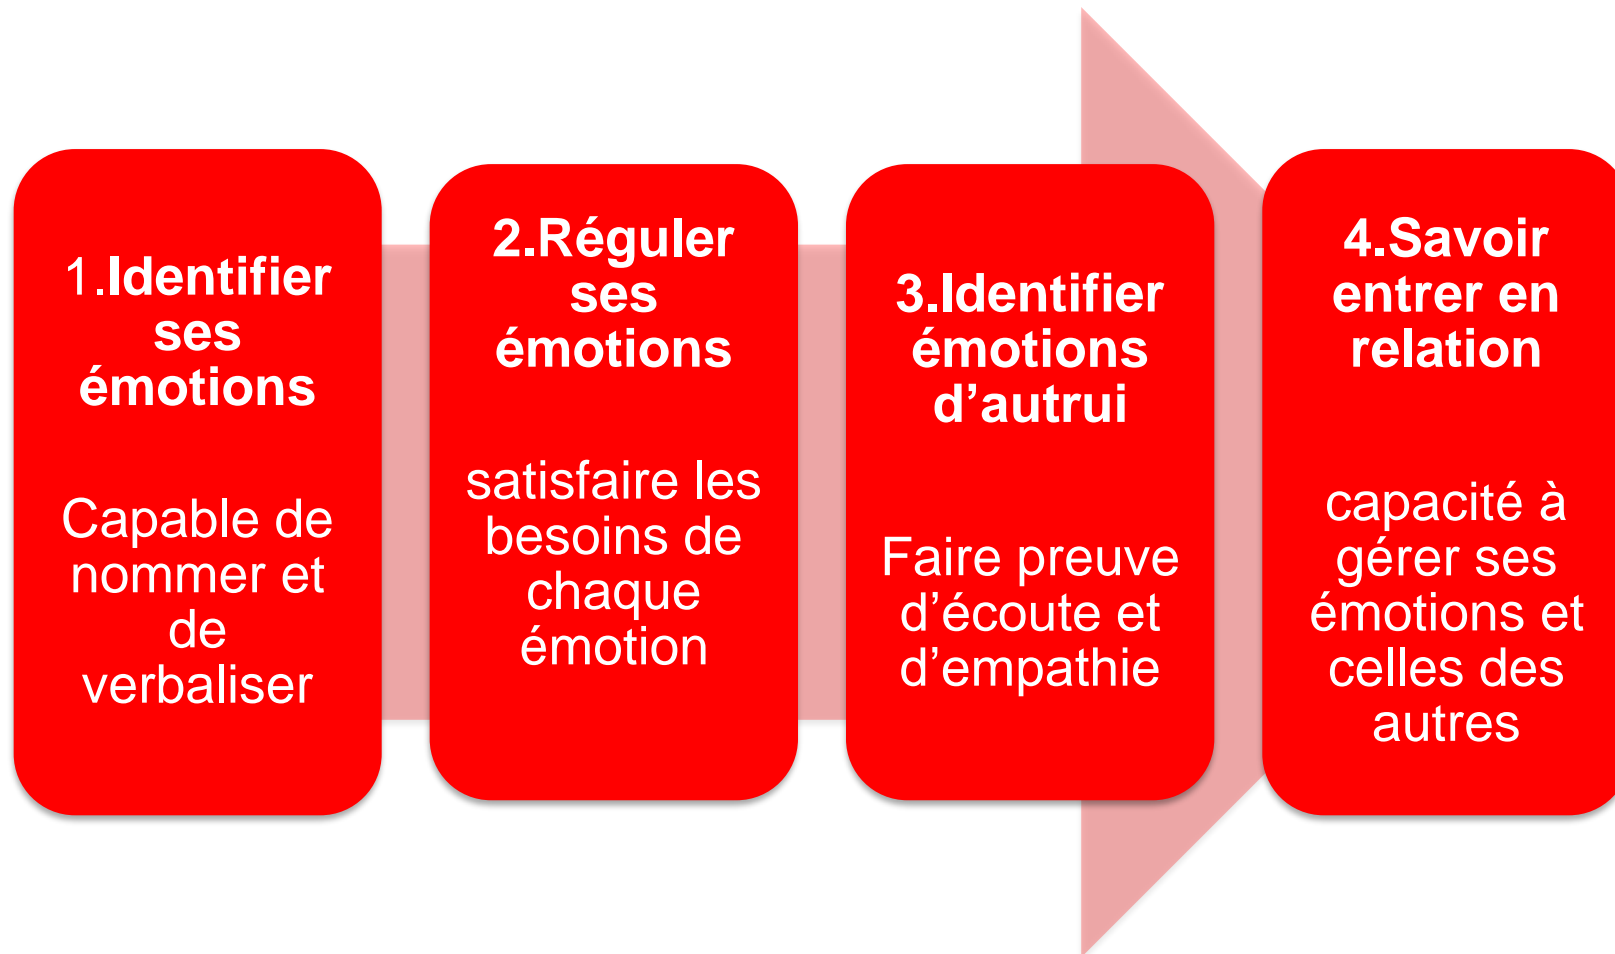 1.Identifier
ses
émotions
Capable de
nommer et
de
verbaliser
2.Réguler
ses
émotions
satisfaire les
besoins de
chaque
émotion
3.Identifier
émotions
d’autrui
Faire preuve
d’écoute et
d’empathie
4.Savoir
entrer en
relation
capacité à
gérer ses
émotions et
celles des
autres